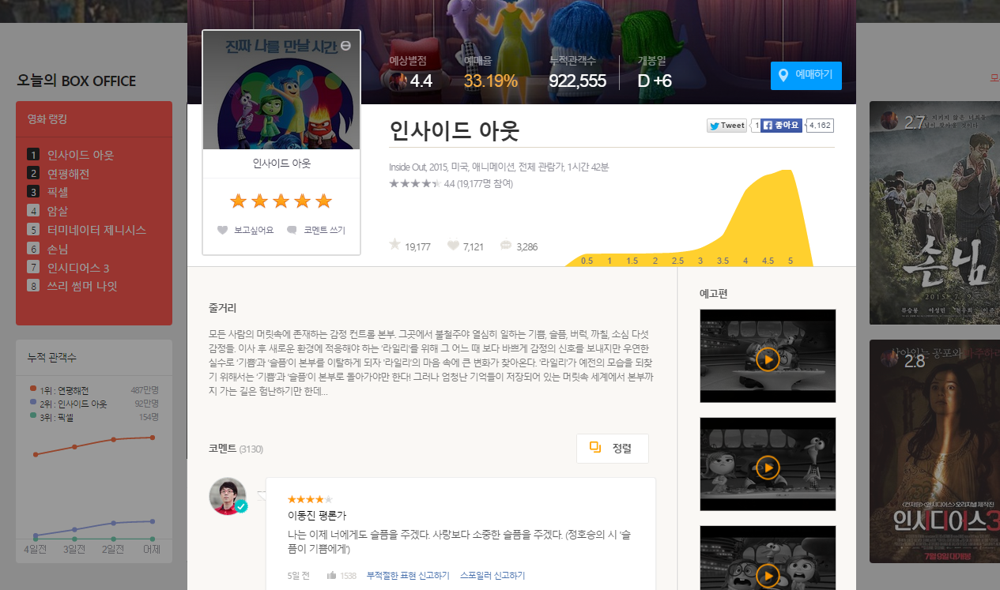 오늘의 BOX OFFICE
영화 랭킹
1 인사이드 아웃
2 연평해전
3 픽셀
4 암살
5 터미네이터 제니시스
6 손님
7 인시디어스 3
8 쓰리 썸머 나잇
누적 관객수
1위 : 연평해전 487만명
2위 : 인사이드 아웃 92만명
3위 : 픽셀 154명
4일전 3일전 2일전 어제
진짜 나를 만날 시간
인사이드 아웃
보고싶어요 코멘트 쓰기
예상별점 예매율 누적관객수 개봉일
4.4 33.19% 922,555 D +6
예매하기
인사이드 아웃
Tweet 1 좋아요 4,162
Inside Out, 2015, 미국, 애니메이션, 전체 관람가, 1시간 42분
4.4 (19,177명 참여)
19,177 7,121 3,286
0.5 1 1.5 2 2.5 3 3.5 4 4.5 5
줄거리
모든 사람의 머릿속에 존재하는 감정 컨트롤 본부. 그곳에서 불철주야 열심히 일하는 기쁨, 슬픔, 버럭, 까칠, 소심 다섯
감정들. 이사 후 새로운 환경에 적응해야 하는 '라일리'를 위해 그 어느 때 보다 바쁘게 감정의 신호를 보내지만 우연한
실수로 '기쁨'과 '슬픔'이 본부를 이탈하게 되자 '라일리'의 마음 속에 큰 변화가 찾아온다. '라일리'가 예전의 모습을 되찾
기 위해서는 '기쁨'과 '슬픔'이 본부로 돌아가야만 한다! 그러나 엄청난 기억들이 저장되어 있는 머릿속 세계에서 본부까
지 가는 길은 험난하기만 한데...
코멘트 (3130)
정렬
이동진 평론가
나는 이제 너에게도 슬픔을 주겠다. 사랑보다 소중한 슬픔을 주겠다. (정호승의 시 '슬
픔이 기쁨에게')
5일 전 1538 부적절한 표현 신고하기 스포일러 신고하기
예고편
2.7
손님
2015. 7. 9
2.8
살아있는 공포와
<컨저링><인시디어스> 오리지널 제작진
인시디어스3
7월9일 대개봉